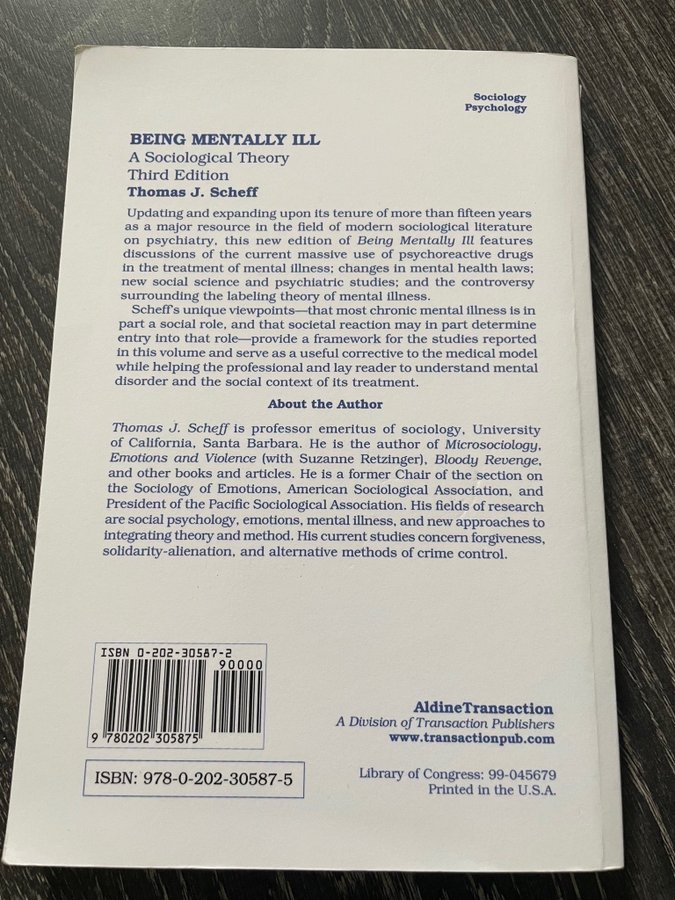 Sociology
Psychology
BEING MENTALLY ILL
A Sociological Theory
Third Edition
Thomas J. Scheff
Updating and expanding upon its tenure of more than fifteen years
as a major resource in the field of modern sociological literature
on psychiatry, this new edition of Being Mentally Ill features
discussions of the current massive use of psychoreactive drugs
in the treatment of mental illness; changes in mental health laws;
new social science and psychiatric studies; and the controversy
surrounding the labeling theory of mental illness.
Scheff's unique viewpoints—that most chronic mental illness is in
part a social role, and that societal reaction may in part determine
entry into that role—provide a framework for the studies reported
in this volume and serve as a useful corrective to the medical model
while helping the professional and lay reader to understand mental
disorder and the social context of its treatment.
About the Author
Thomas J. Scheff is professor emeritus of sociology, University
of California, Santa Barbara. He is the author of Microsociology,
Emotions and Violence (with Suzanne Retzinger), Bloody Revenge,
and other books and articles. He is a former Chair of the section on
the Sociology of Emotions, American Sociological Association, and
President of the Pacific Sociological Association. His fields of research
are social psychology, emotions, mental illness, and new approaches to
integrating theory and method. His current studies concern forgiveness,
solidarity-alienation, and alternative methods of crime control.
ISBN 0-202-30587-2
90000
9 780202 305875
ISBN: 978-0-202-30587-5
AldineTransaction
A Division of Transaction Publishers
www.transactionpub.com
Library of Congress: 99-045679
Printed in the U.S.A.